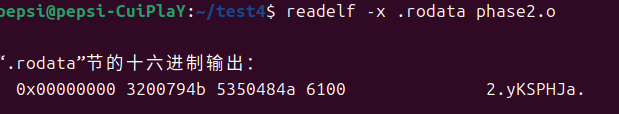 pepsi@pepsi-CuiPlaY:~/test4$ readelf -x .rodata phase2.o
“.rodata”节的十六进制输出：
0x00000000 3200794b 5350484a 6100 2.yKSPHJa.